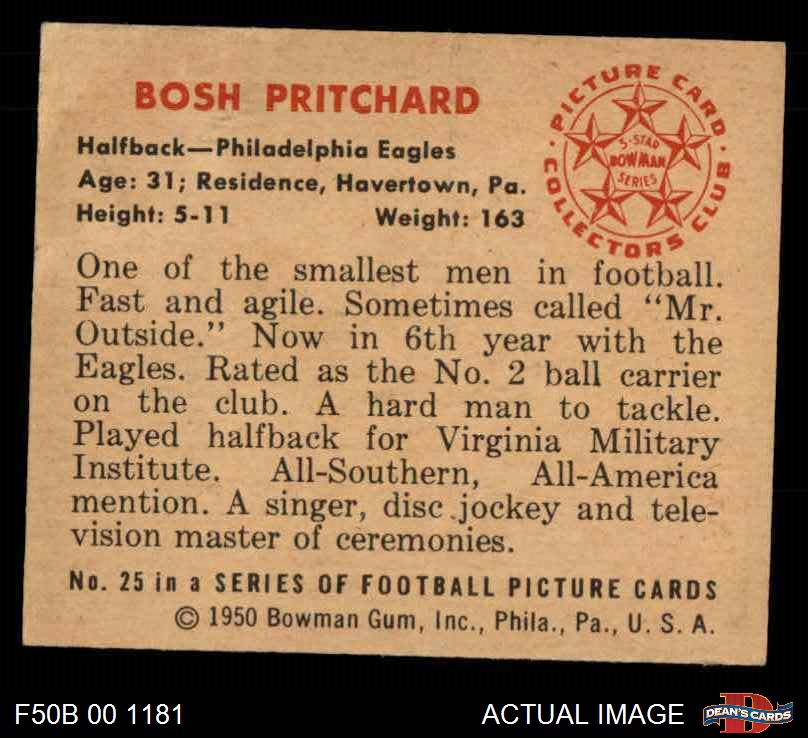 BOSH PRITCHARD
Halfback—Philadelphia Eagles
Age: 31; Residence, Havertown, Pa.
Height: 5-11 Weight: 163
PICTURE CARD
COLLECTORS CLUB
5-STAR
BOWMAN
SERIES
One of the smallest men in football.
Fast and agile. Sometimes called "Mr.
Outside." Now in 6th year with the
Eagles. Rated as the No. 2 ball carrier
on the club. A hard man to tackle.
Played halfback for Virginia Military
Institute. All-Southern, All-America
mention. A singer, disc jockey and tele-
vision master of ceremonies.
No. 25 in a SERIES OF FOOTBALL PICTURE CARDS
© 1950 Bowman Gum, Inc., Phila., Pa., U. S. A.
F50B 00 1181 ACTUAL IMAGE
D
DEAN'S CARDS